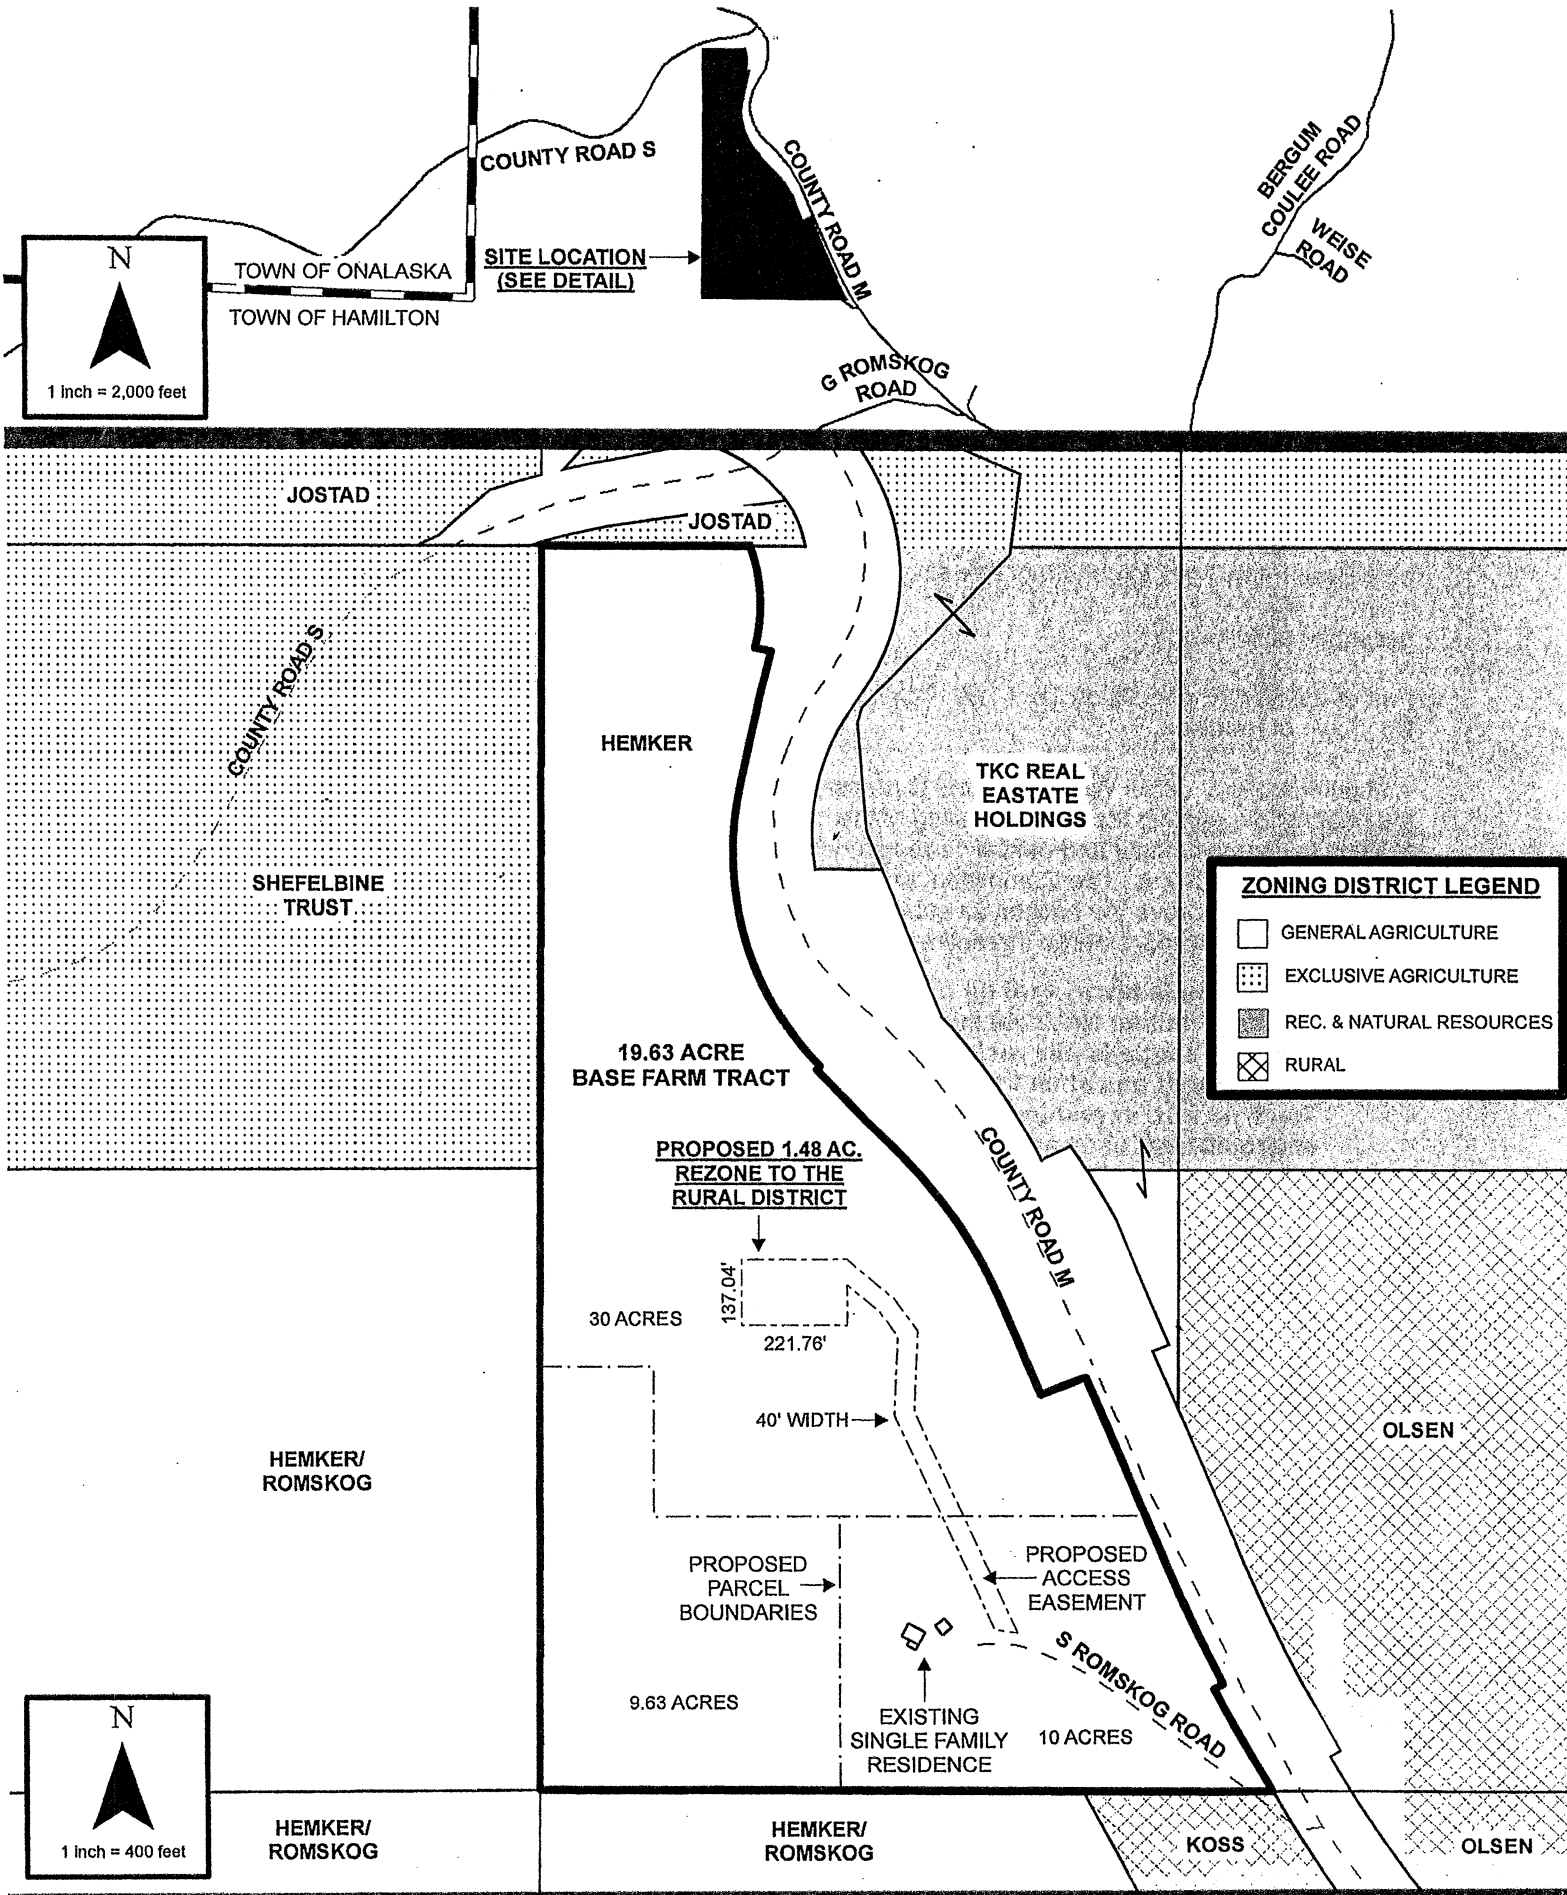 COUNTY ROAD S
COUNTY ROAD M
BERGUM
COULEE ROAD
WEISE
ROAD
N
1 inch = 2,000 feet
TOWN OF ONALASKA
TOWN OF HAMILTON
SITE LOCATION
(SEE DETAIL)
G ROMSKOG
ROAD
JOSTAD
JOSTAD
COUNTY ROAD S
HEMKER
TKC REAL
EASTATE
HOLDINGS
SHEFELBINE
TRUST
ZONING DISTRICT LEGEND
GENERAL AGRICULTURE
EXCLUSIVE AGRICULTURE
REC. & NATURAL RESOURCES
RURAL
19.63 ACRE
BASE FARM TRACT
PROPOSED 1.48 AC.
REZONE TO THE
RURAL DISTRICT
COUNTY ROAD M
137.04'
30 ACRES
221.76'
40' WIDTH
OLSEN
HEMKER/
ROMSKOG
PROPOSED
PARCEL
BOUNDARIES
PROPOSED
ACCESS
EASEMENT
S ROMSKOG ROAD
9.63 ACRES
EXISTING
SINGLE FAMILY
RESIDENCE
10 ACRES
N
1 inch = 400 feet
HEMKER/
ROMSKOG
HEMKER/
ROMSKOG
KOSS
OLSEN